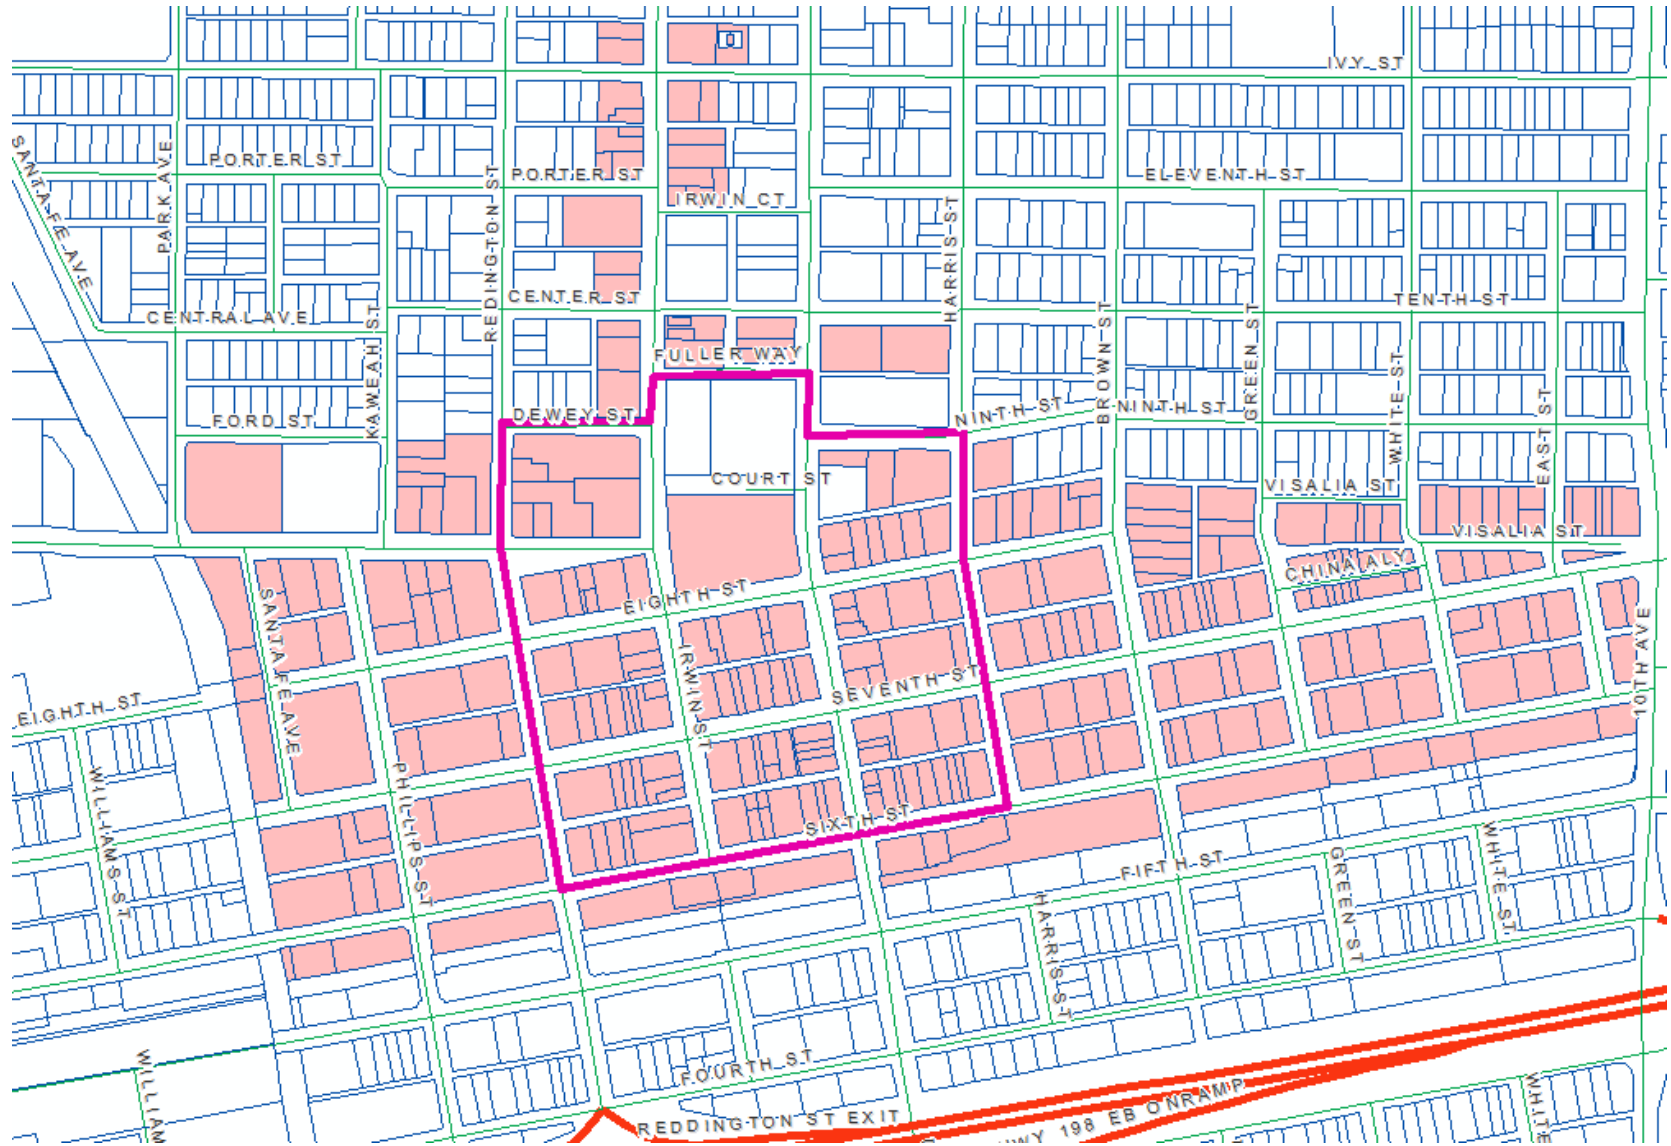 IVY ST
PORTER ST
PORTER ST
ELEVENTH ST
SANTA FE AVE
PARK AVE
REDINGTON ST
IRWIN CT
HARRIS ST
CENTER ST
TENTH ST
CENTRAL AVE
KAWEAH ST
FULLER WAY
BROWN ST
GREEN ST
WHITE ST
EAST ST
FORD ST
DEWEY ST
NINTH ST
NINTH ST
COURT ST
VISALIA ST
VISALIA ST
CHINA ALY
EIGHTH ST
SANTA FE AVE
IRWIN ST
SEVENTH ST
10TH AVE
EIGHTH ST
WILLIAMS ST
PHILLIPS ST
SIXTH ST
FIFTH ST
HARRIS ST
GREEN ST
WHITE ST
WILLIAM
FOURTH ST
REDDINGTON ST EXIT
HWY 198 EB ONRAMP
WHITE